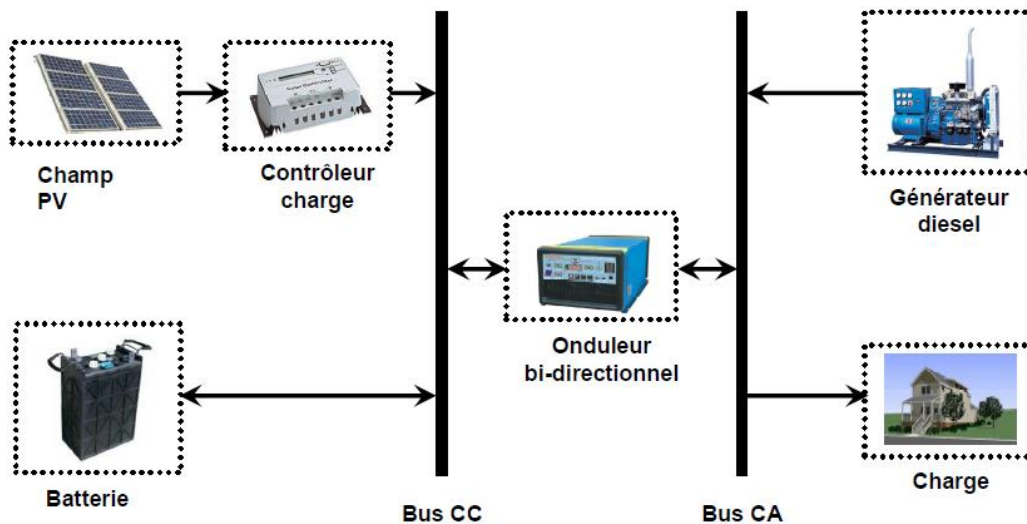 Champ
PV
Contrôleur
charge
Générateur
diesel
Onduleur
bi-directionnel
Batterie
Charge
Bus CC
Bus CA